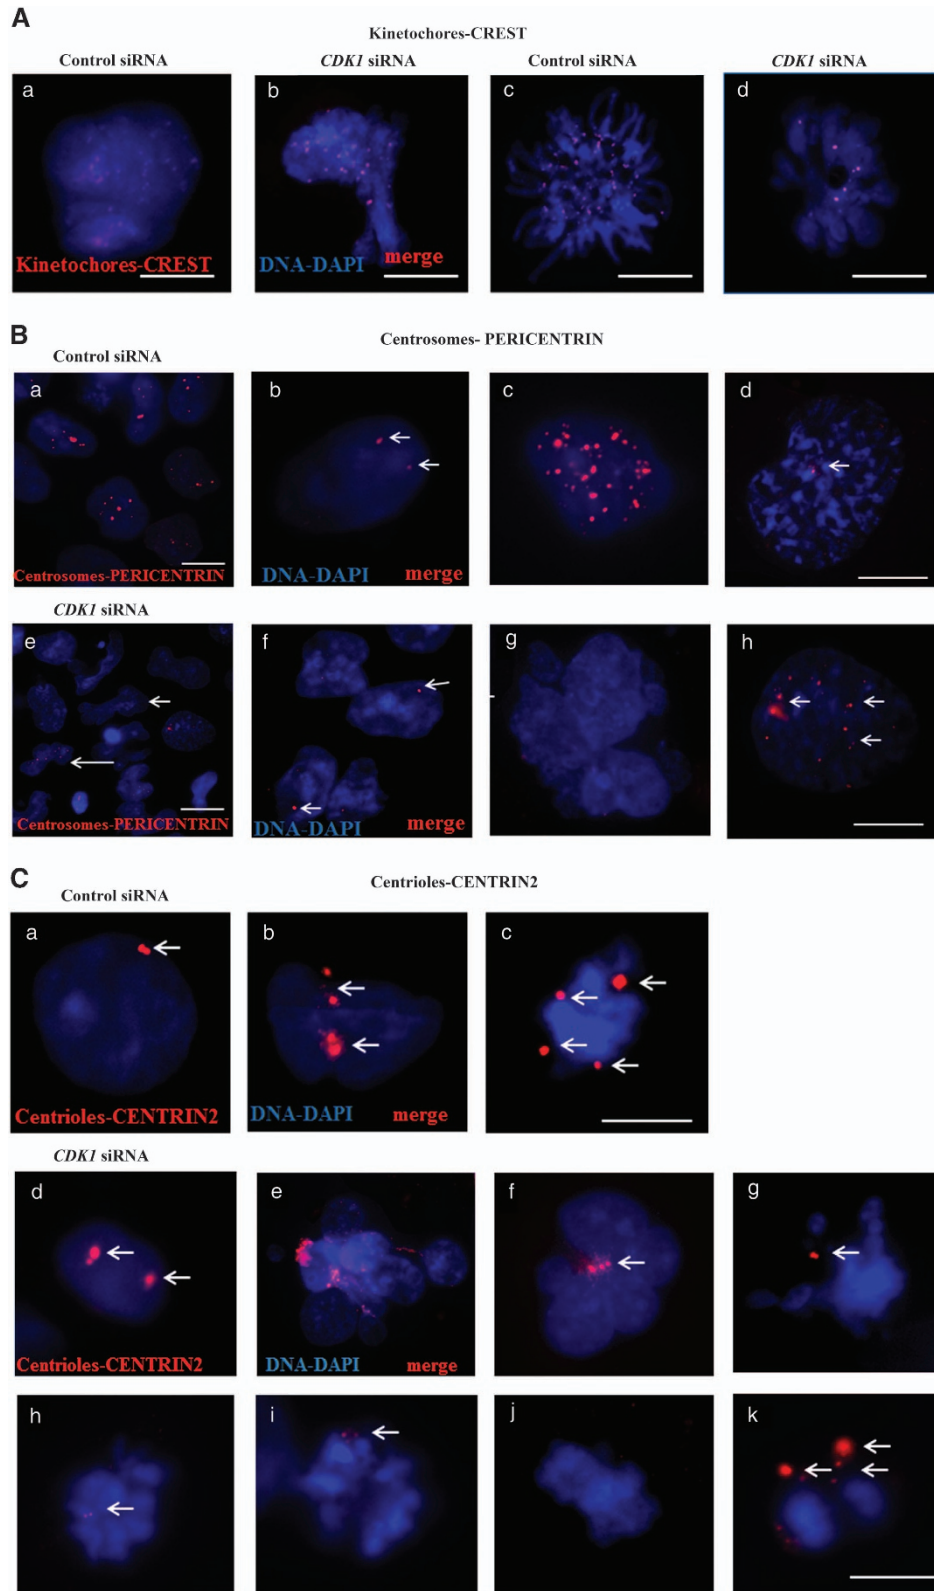 A
Kinetochores-CREST
Control siRNA
CDK1 siRNA
Control siRNA
CDK1 siRNA
a
b
c
d
Kinetochores-CREST
DNA-DAPI
merge
B
Centrosomes- PERICENTRIN
Control siRNA
a
b
c
d
Centrosomes-PERICENTRIN
DNA-DAPI
merge
CDK1 siRNA
e
f
g
h
Centrosomes-PERICENTRIN
DNA-DAPI
merge
C
Centrioles-CENTRIN2
Control siRNA
a
b
c
Centrioles-CENTRIN2
DNA-DAPI
merge
CDK1 siRNA
d
e
f
g
Centrioles-CENTRIN2
DNA-DAPI
merge
h
i
j
k